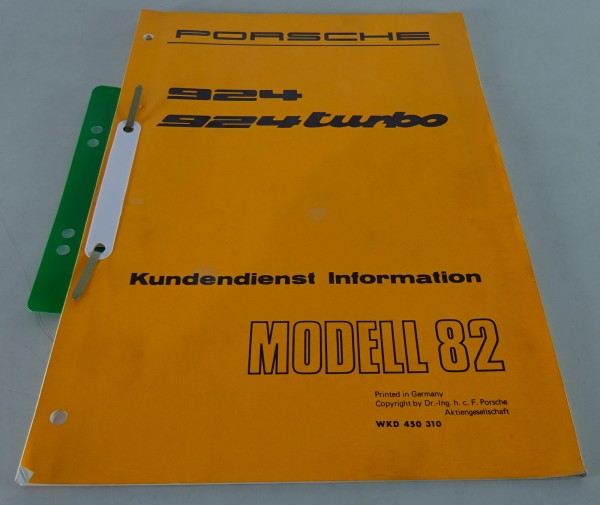 PORSCHE
924
924 turbo
Kundendienst Information
MODELL 82
Printed in Germany
Copyright by Dr.-Ing. h. c. F. Porsche
Aktiengesellschaft
WKD 450 310